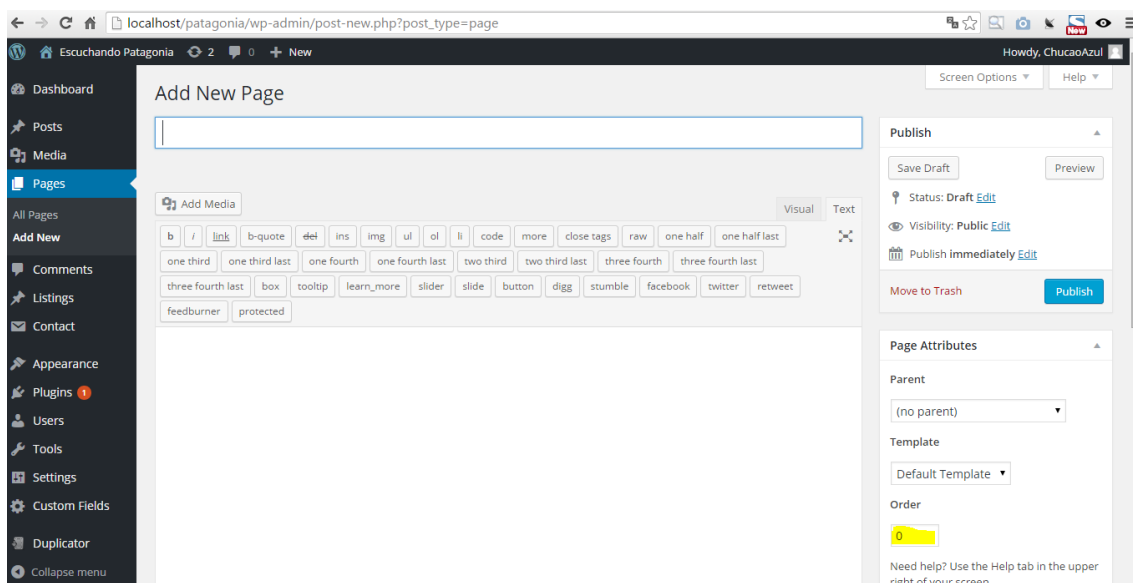 localhost/patagonia/wp-admin/post-new.php?post_type=page
New
Escuchando Patagonia 2 0 + New Howdy, ChucaoAzul
Screen Options Help
Dashboard
Posts
Media
Pages
All Pages
Add New
Comments
Listings
Contact
Appearance
Plugins 1
Users
Tools
Settings
Custom Fields
Duplicator
Collapse menu
Add New Page
Add Media Visual Text
b i link b-quote del ins img ul ol li code more close tags raw one half one half last
one third one third last one fourth one fourth last two third two third last three fourth three fourth last
three fourth last box tooltip learn_more slider slide button digg stumble facebook twitter retweet
feedburner protected
Publish
Save Draft Preview
Status: Draft Edit
Visibility: Public Edit
Publish immediately Edit
Move to Trash Publish
Page Attributes
Parent
(no parent)
Template
Default Template
Order
0
Need help? Use the Help tab in the upper
right of your screen.